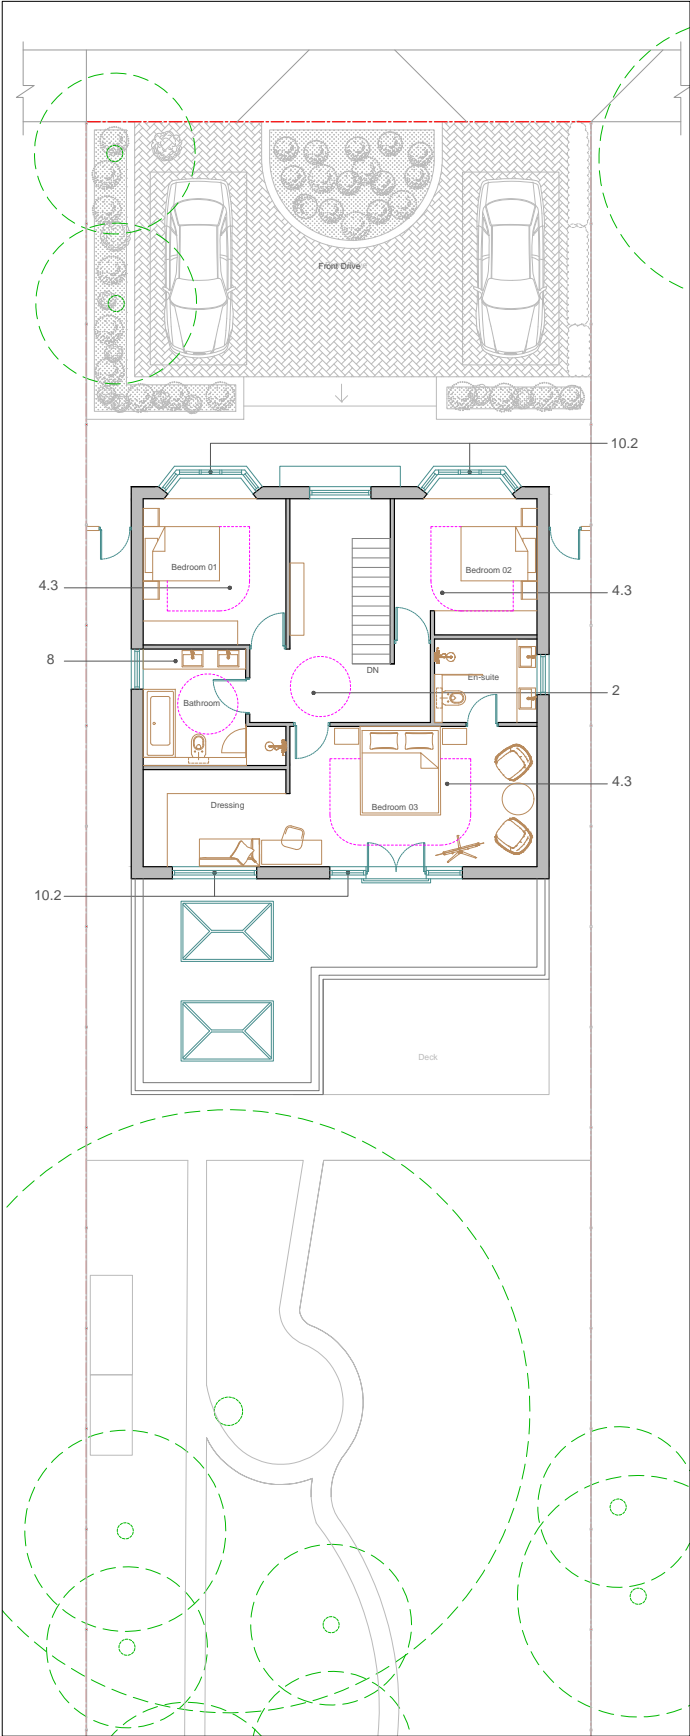 Front Drive
10.2
Bedroom 01
Bedroom 02
4.3
4.3
8
DN
En-suite
2
Bathroom
4.3
Dressing
Bedroom 03
10.2
Deck